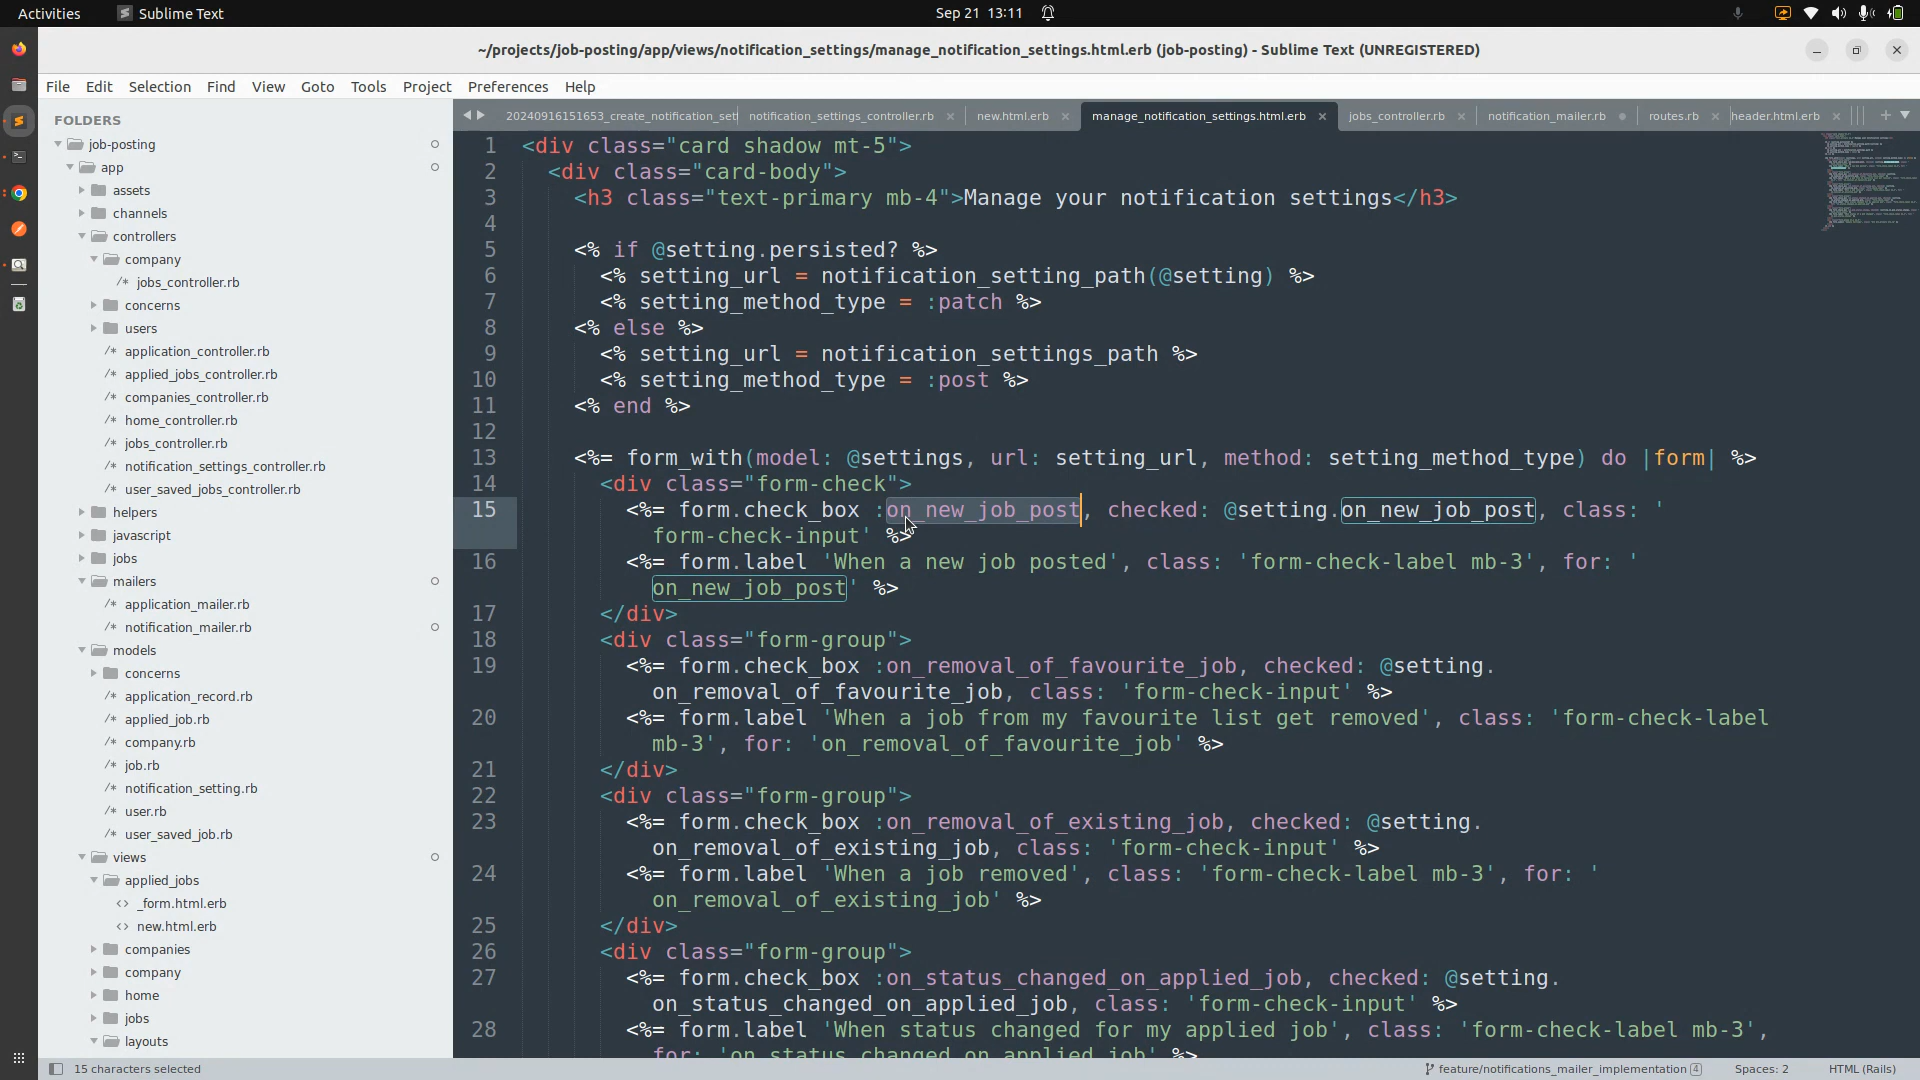 Activities Sublime Text Sep 21 13:11
~/projects/job-posting/app/views/notification_settings/manage_notification_settings.html.erb (job-posting) - Sublime Text (UNREGISTERED)
File Edit Selection Find View Goto Tools Project Preferences Help
FOLDERS
job-posting
app
assets
channels
controllers
company
/* jobs_controller.rb
concerns
users
/* application_controller.rb
/* applied_jobs_controller.rb
/* companies_controller.rb
/* home_controller.rb
/* jobs_controller.rb
/* notification_settings_controller.rb
/* user_saved_jobs_controller.rb
helpers
javascript
jobs
mailers
/* application_mailer.rb
/* notification_mailer.rb
models
concerns
/* application_record.rb
/* applied_job.rb
/* company.rb
/* job.rb
/* notification_setting.rb
/* user.rb
/* user_saved_job.rb
views
applied_jobs
<> _form.html.erb
<> new.html.erb
companies
company
home
jobs
layouts
20240916151653_create_notification_sett notification_settings_controller.rb new.html.erb manage_notification_settings.html.erb jobs_controller.rb notification_mailer.rb routes.rb header.html.erb
1 <div class="card shadow mt-5">
2 <div class="card-body">
3 <h3 class="text-primary mb-4">Manage your notification settings</h3>
4
5 <% if @setting.persisted? %>
6 <% setting_url = notification_setting_path(@setting) %>
7 <% setting_method_type = :patch %>
8 <% else %>
9 <% setting_url = notification_settings_path %>
10 <% setting_method_type = :post %>
11 <% end %>
12
13 <%= form_with(model: @settings, url: setting_url, method: setting_method_type) do |form| %>
14 <div class="form-check">
15 <%= form.check_box :on_new_job_post, checked: @setting.on_new_job_post, class: '
form-check-input' %>
16 <%= form.label 'When a new job posted', class: 'form-check-label mb-3', for: '
on_new_job_post' %>
17 </div>
18 <div class="form-group">
19 <%= form.check_box :on_removal_of_favourite_job, checked: @setting.
on_removal_of_favourite_job, class: 'form-check-input' %>
20 <%= form.label 'When a job from my favourite list get removed', class: 'form-check-label
mb-3', for: 'on_removal_of_favourite_job' %>
21 </div>
22 <div class="form-group">
23 <%= form.check_box :on_removal_of_existing_job, checked: @setting.
on_removal_of_existing_job, class: 'form-check-input' %>
24 <%= form.label 'When a job removed', class: 'form-check-label mb-3', for: '
on_removal_of_existing_job' %>
25 </div>
26 <div class="form-group">
27 <%= form.check_box :on_status_changed_on_applied_job, checked: @setting.
on_status_changed_on_applied_job, class: 'form-check-input' %>
28 <%= form.label 'When status changed for my applied job', class: 'form-check-label mb-3',
for: 'on_status_changed_on_applied_job' %>
15 characters selected feature/notifications_mailer_implementation 4 Spaces: 2 HTML (Rails)